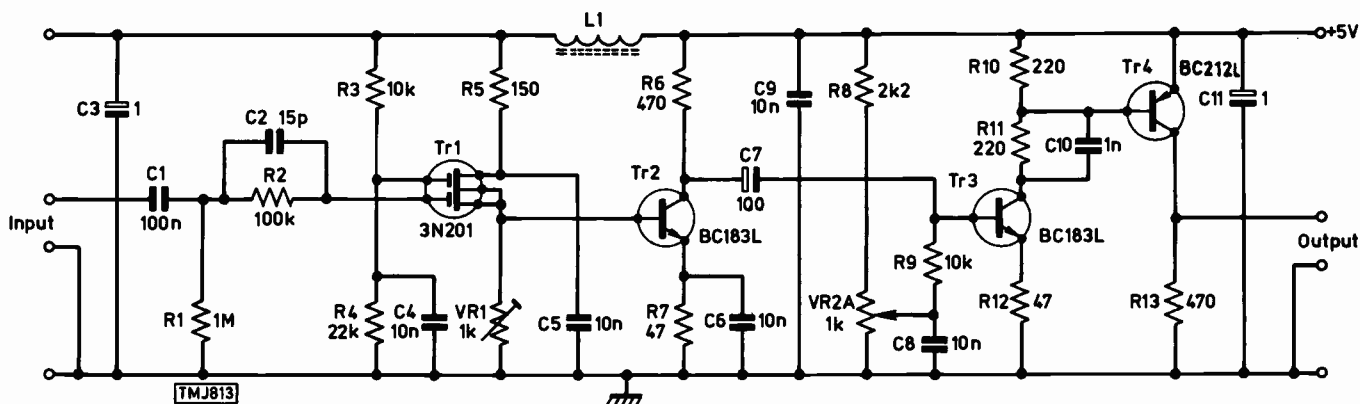 L1
+5V
C3 1
R3 10k
R5 150
R6 470
C9 10n
R8 2k2
R10 220
Tr4
BC212L
C11 1
C2 15p
R2
100k
C1
100n
Tr1
3N201
Tr2
BC183L
C7
100
R11 220
C10 1n
Tr3
BC183L
Input
Output
R1 1M
R4 22k
C4 10n
VR1 1k
C5 10n
R7 47
C6 10n
VR2A 1k
R9 10k
C8 10n
R12 47
R13 470
TMJ813